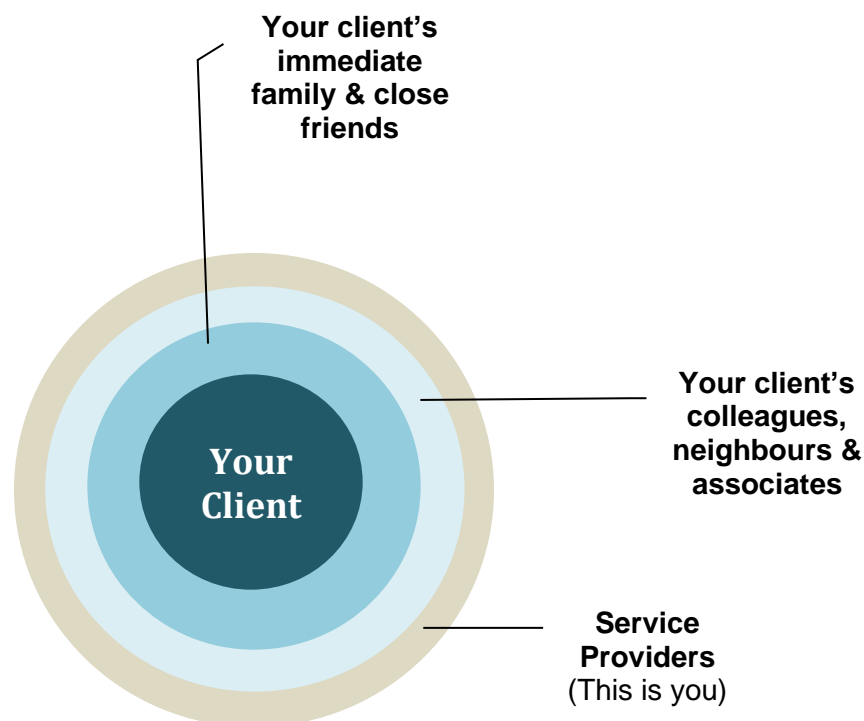 Your client’s
immediate
family & close
friends
Your
Client
Your client’s
colleagues,
neighbours &
associates
Service
Providers
(This is you)